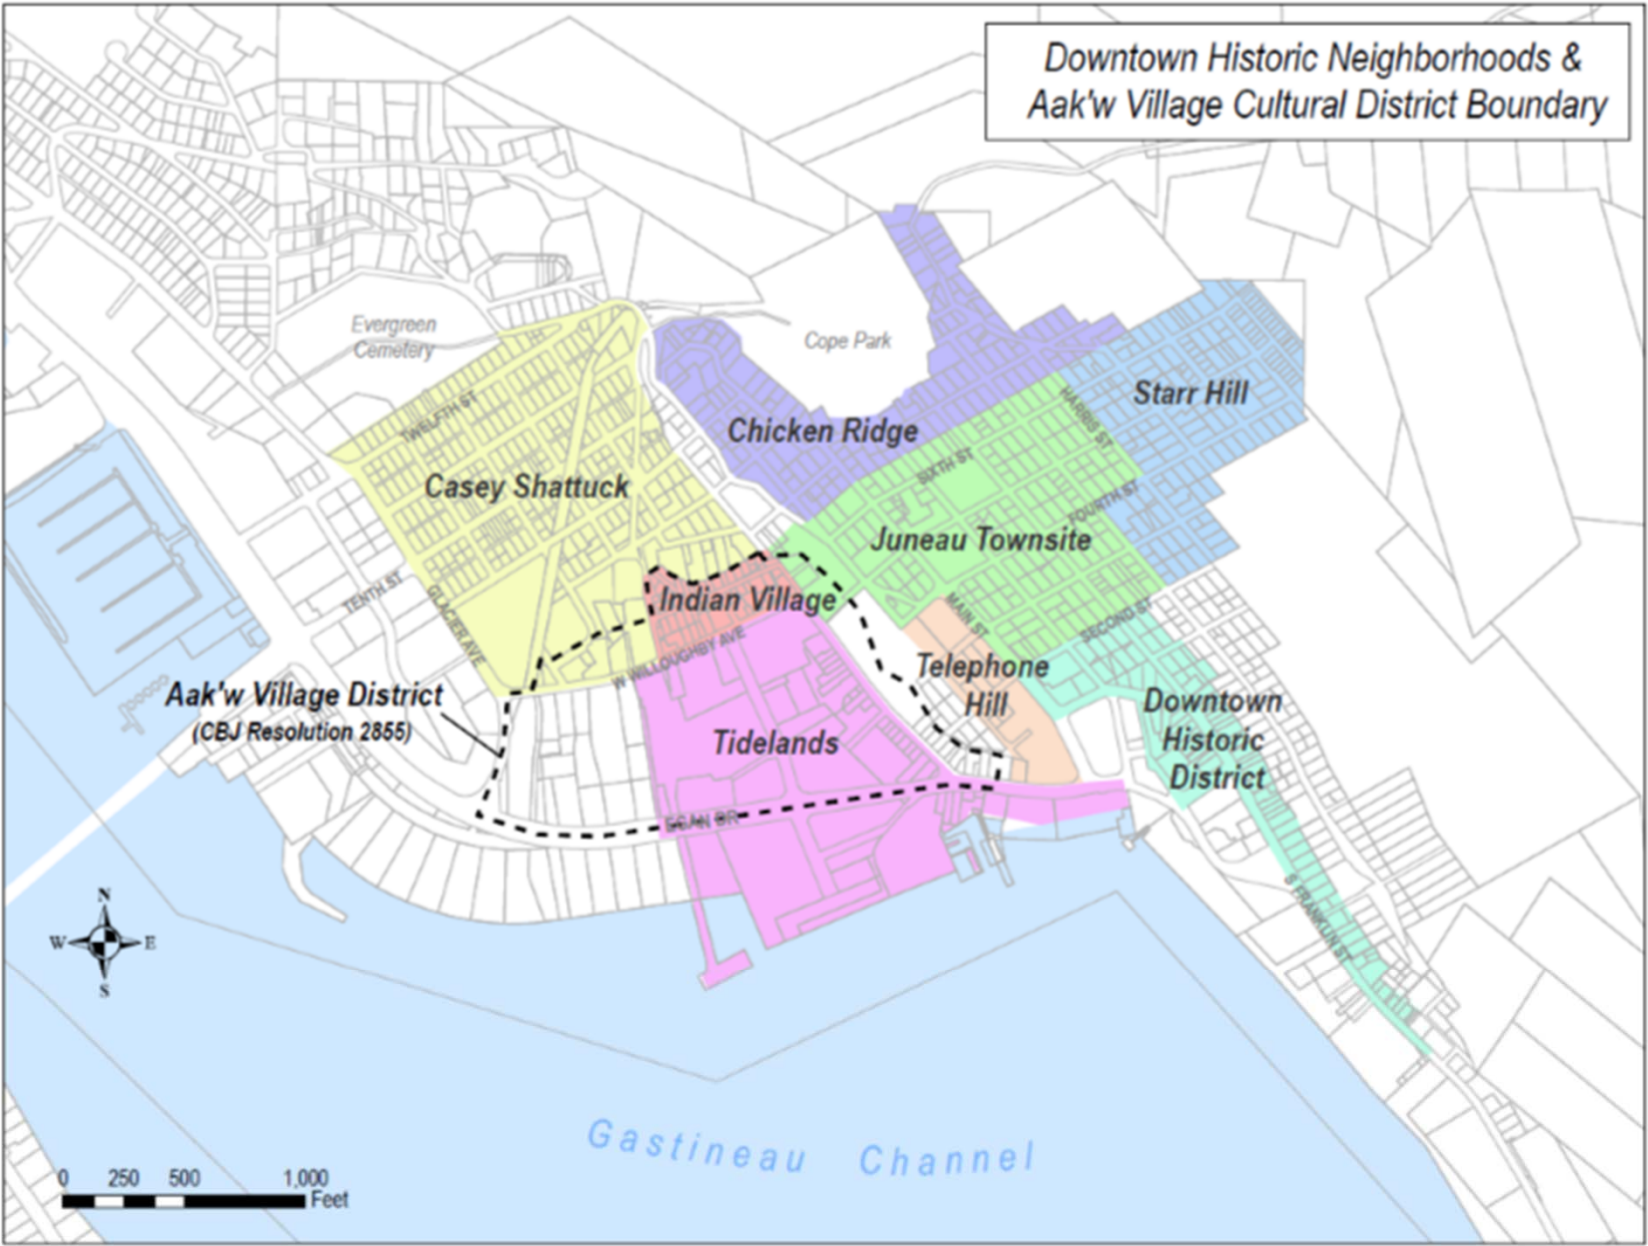 Downtown Historic Neighborhoods &
Aak'w Village Cultural District Boundary
Evergreen
Cemetery
Cope Park
Starr Hill
HARRIS ST
TWELFTH ST
Chicken Ridge
SIXTH ST
Casey Shattuck
FOURTH ST
Juneau Townsite
TENTH ST
GLACIER AVE
Indian Village
MAIN ST
SECOND ST
W WILLOUGHBY AVE
Telephone
Hill
Aak'w Village District
(CBJ Resolution 2855)
Downtown
Historic
District
Tidelands
EGAN DR
S FRANKLIN ST
N
W E
S
Gastineau Channel
0 250 500 1,000
Feet